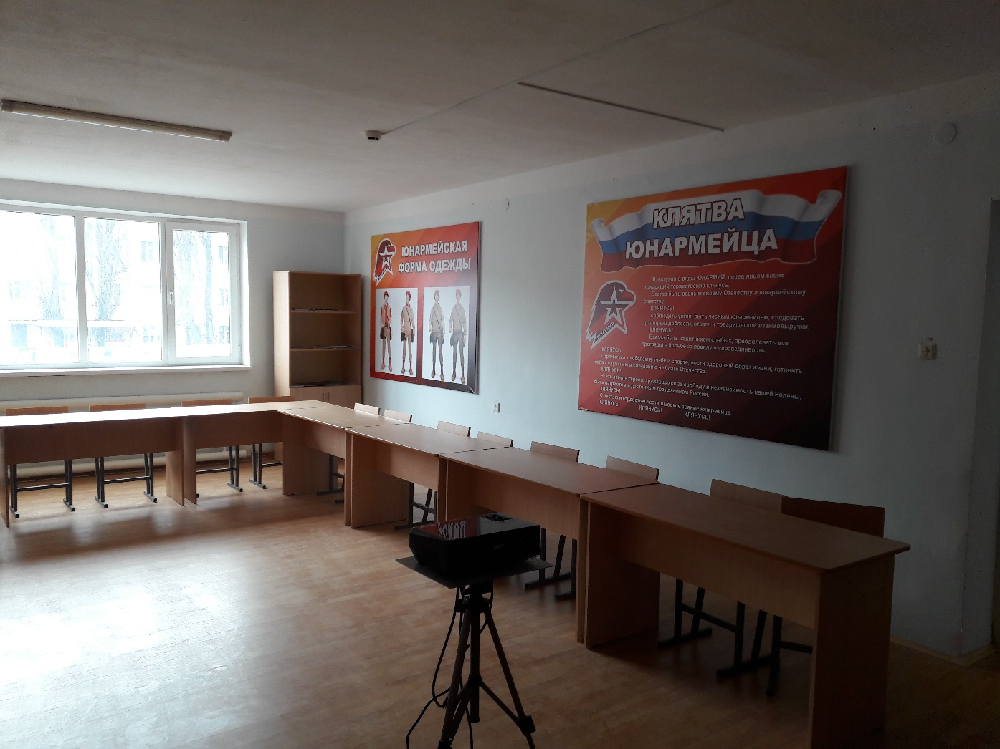 ЮНАРМЕЙСКАЯ
ФОРМА ОДЕЖДЫ
КЛЯТВА
ЮНАРМЕЙЦА
Я, вступая в ряды ЮНАРМИИ, перед лицом своих
товарищей торжественно клянусь:
Всегда быть верным своему Отечеству и юнармейскому
братству!
КЛЯНУСЬ!
Соблюдать устав, быть честным юнармейцем, следовать
традициям доблести, отваги и товарищеской взаимовыручки.
КЛЯНУСЬ!
Всегда быть защитником слабых, преодолевать все
преграды в борьбе за правду и справедливость.
КЛЯНУСЬ!
Стремиться к победам в учебе и спорте, вести здоровый образ жизни, готовить
себя к служению и созиданию на благо Отечества.
КЛЯНУСЬ!
Чтить память героев, сражавшихся за свободу и независимость нашей Родины,
быть патриотом и достойным гражданином России.
КЛЯНУСЬ!
С честью и гордостью нести высокое звание юнармейца.
КЛЯНУСЬ! КЛЯНУСЬ! КЛЯНУСЬ!
ЮНАРМИЯ
СКАЯ